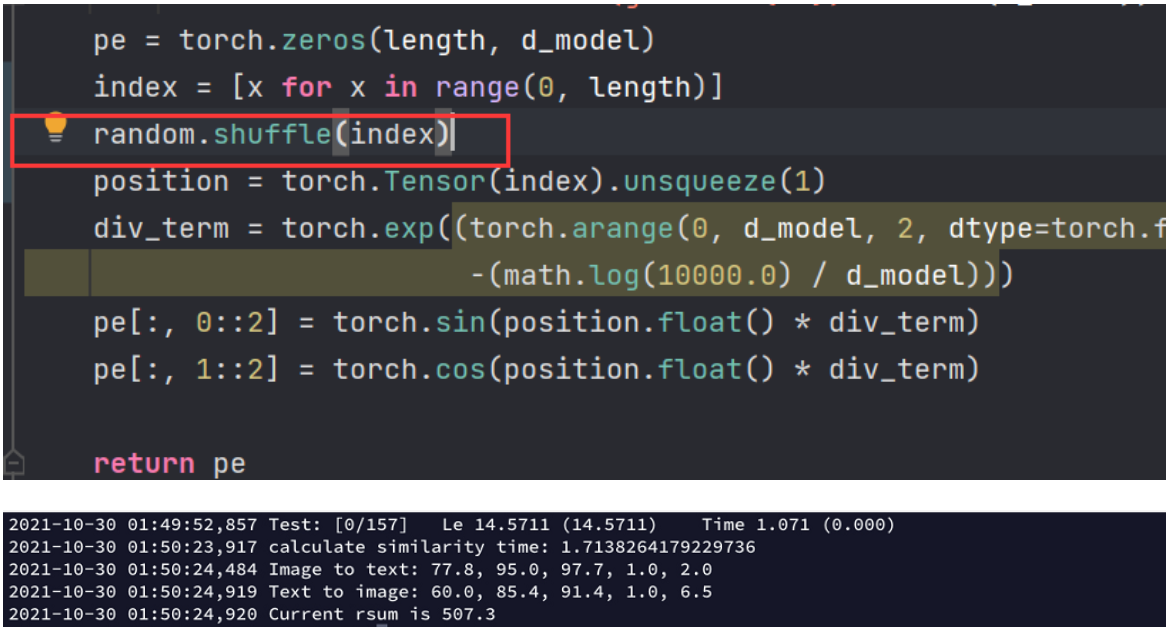 pe = torch.zeros(length, d_model)
index = [x for x in range(0, length)]
random.shuffle(index)
position = torch.Tensor(index).unsqueeze(1)
div_term = torch.exp((torch.arange(0, d_model, 2, dtype=torch.f
-(math.log(10000.0) / d_model)))
pe[:, 0::2] = torch.sin(position.float() * div_term)
pe[:, 1::2] = torch.cos(position.float() * div_term)
return pe
2021-10-30 01:49:52,857 Test: [0/157] Le 14.5711 (14.5711) Time 1.071 (0.000)
2021-10-30 01:50:23,917 calculate similarity time: 1.7138264179229736
2021-10-30 01:50:24,484 Image to text: 77.8, 95.0, 97.7, 1.0, 2.0
2021-10-30 01:50:24,919 Text to image: 60.0, 85.4, 91.4, 1.0, 6.5
2021-10-30 01:50:24,920 Current rsum is 507.3